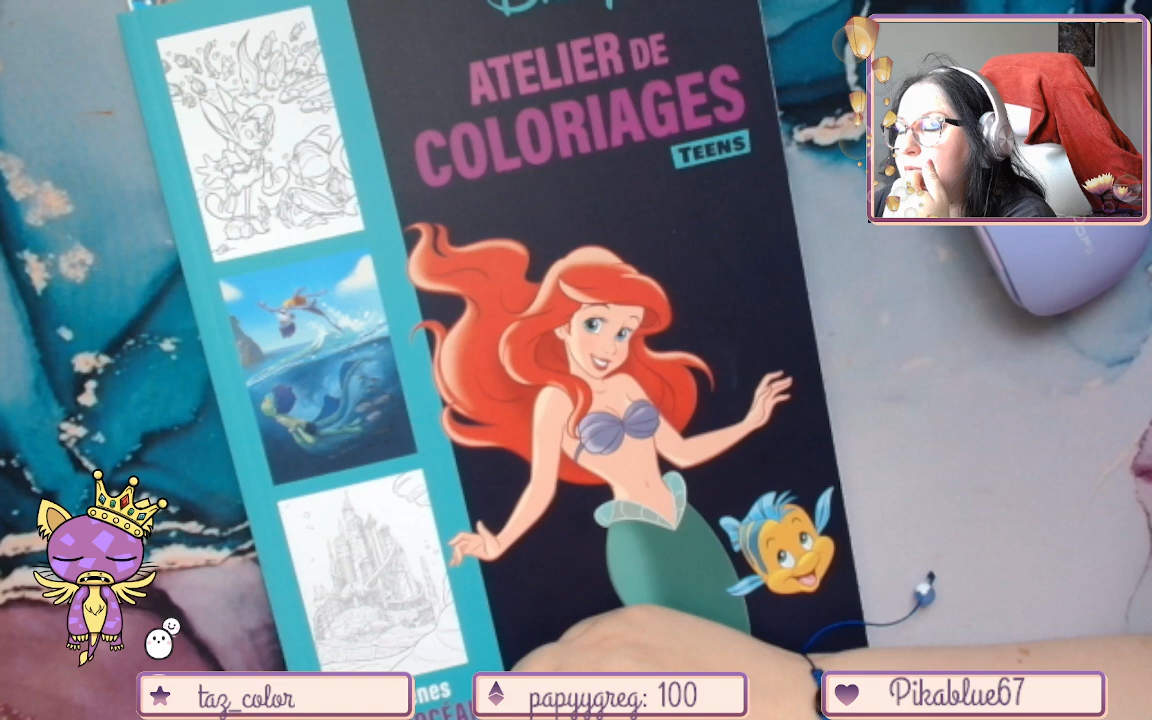 ATELIER DE
COLORIAGES
TEENS
taz_color
papyygreg: 100
Pikablue67